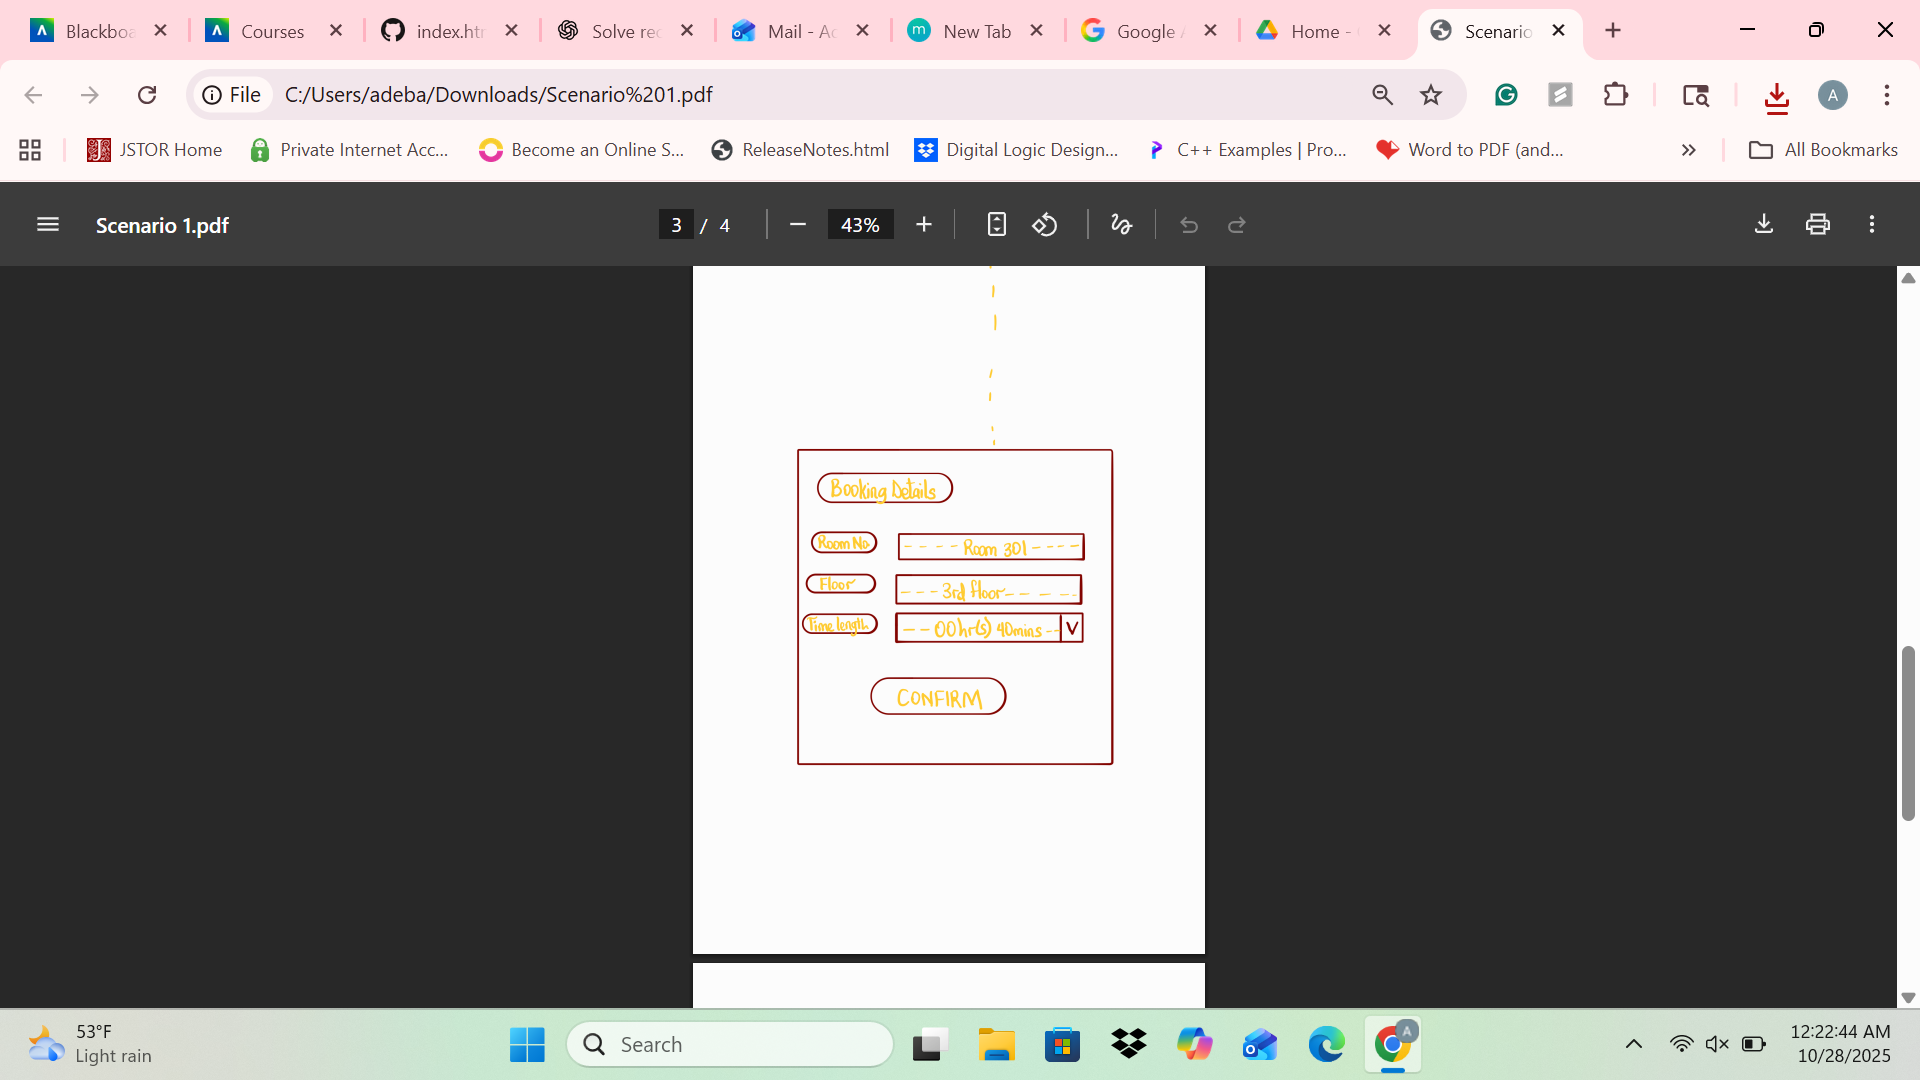 Blackboa
Courses
index.htm
Solve rec
Mail - Ad
New Tab
Google A
Home -
Scenario
File
C:/Users/adeba/Downloads/Scenario%201.pdf
A
JSTOR Home
Private Internet Acc...
Become an Online S...
ReleaseNotes.html
Digital Logic Design...
C++ Examples | Pro...
Word to PDF (and...
All Bookmarks
Scenario 1.pdf
3 / 4
43%
Booking Details
Room No.
Room 301
Floor
3rd floor
Time length
00hr(s) 40mins
V
CONFIRM
53°F
Light rain
Search
A
12:22:44 AM
10/28/2025